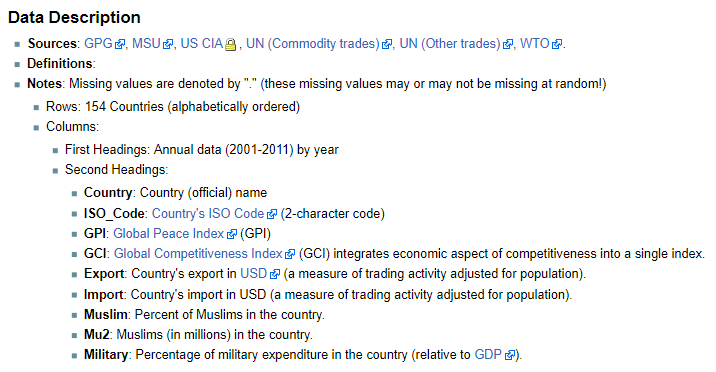 Data Description
Sources: GPG, MSU, US CIA , UN (Commodity trades), UN (Other trades), WTO.
Definitions:
Notes: Missing values are denoted by "." (these missing values may or may not be missing at random!)
Rows: 154 Countries (alphabetically ordered)
Columns:
First Headings: Annual data (2001-2011) by year
Second Headings:
Country: Country (official) name
ISO_Code: Country's ISO Code (2-character code)
GPI: Global Peace Index (GPI)
GCI: Global Competitiveness Index (GCI) integrates economic aspect of competitiveness into a single index.
Export: Country's export in USD (a measure of trading activity adjusted for population).
Import: Country's import in USD (a measure of trading activity adjusted for population).
Muslim: Percent of Muslims in the country.
Mu2: Muslims (in millions) in the country.
Military: Percentage of military expenditure in the country (relative to GDP).